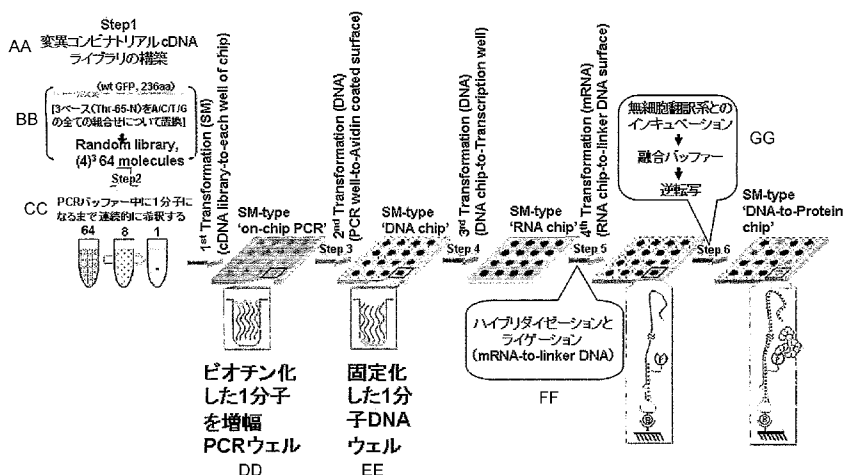 Step1
AA
変異コンビナトリアルcDNA
ライブラリの構築
BB
(wt GFP, 236aa)
[3ベース(Thr-65-N)をA/C/T/G
の全ての組合せについて置換]
Random library,
(4)³ 64 molecules
Step2
CC
PCRバッファー中に1分子に
なるまで連続的に希釈する
64 8 1
1st Transformation (SM)
(cDNA library-to-each well of chip)
SM-type
'on-chip PCR'
ビオチン化
した1分子
を増幅
PCRウェル
DD
2nd Transformation (DNA)
(PCR well-to-Avidin coated surface)
Step 3
SM-type
'DNA chip'
固定化
した1分
子DNA
ウェル
EE
3rd Transformation (DNA)
(DNA chip-to-Transcription well)
Step 4
SM-type
'RNA chip'
4th Transformation (mRNA)
(RNA chip-to-linker DNA surface)
Step 5
ハイブリダイゼーションと
ライゲーション
(mRNA-to-linker DNA)
FF
無細胞翻訳系との
インキュベーション
融合バッファー
逆転写
GG
Step 6
SM-type
'DNA-to-Protein
chip'